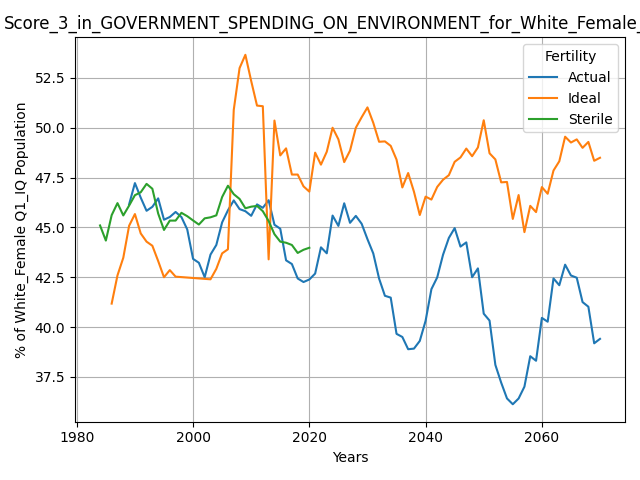 Score_3_in_GOVERNMENT_SPENDING_ON_ENVIRONMENT_for_White_Female_
Fertility
Actual
Ideal
Sterile
% of White_Female Q1_IQ Population
52.5
50.0
47.5
45.0
42.5
40.0
37.5
1980
2000
2020
2040
2060
Years